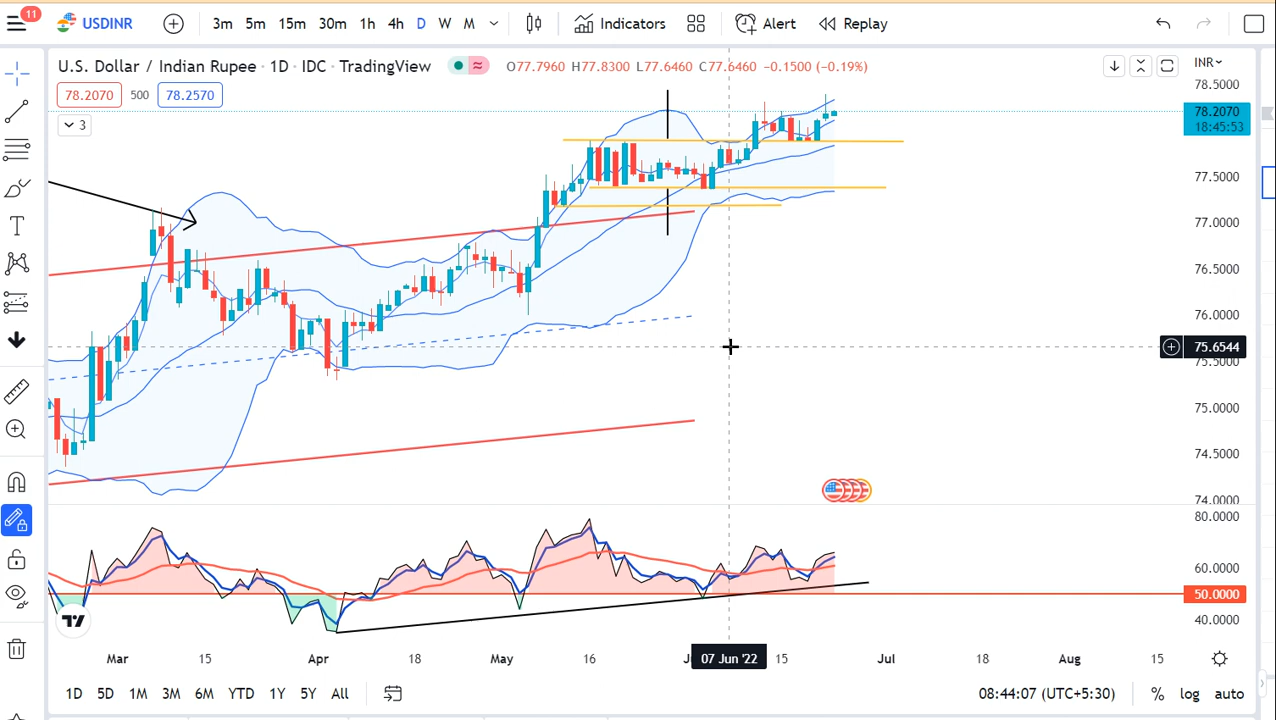 11
USDINR
3m 5m 15m 30m 1h 4h D W M
Indicators
Alert
Replay
U.S. Dollar / Indian Rupee · 1D · IDC · TradingView
O77.7960 H77.8300 L77.6460 C77.6460 −0.1500 (−0.19%)
INR
78.2070 500 78.2570
3
78.5000
78.2070
18:45:53
77.5000
77.0000
76.5000
76.0000
75.6544
75.5000
75.0000
74.5000
74.0000
80.0000
60.0000
50.0000
40.0000
Mar 15 Apr 18 May 16 07 Jun '22 15 Jul 18 Aug 15
1D 5D 1M 3M 6M YTD 1Y 5Y All
08:44:07 (UTC+5:30) % log auto